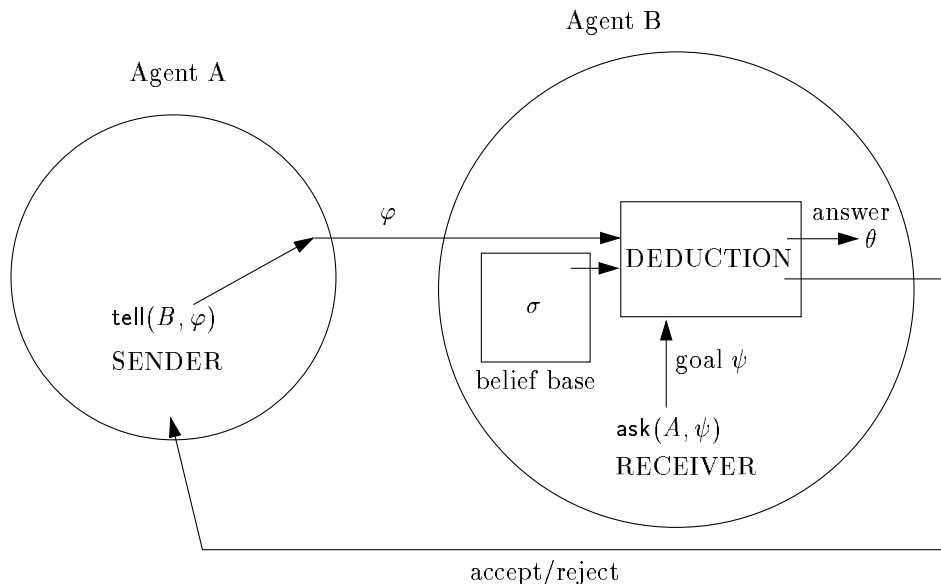 Agent B
Agent A
φ
answer
θ
DEDUCTION
σ
tell(B, φ)
SENDER
belief base
goal ψ
ask(A, ψ)
RECEIVER
accept/reject